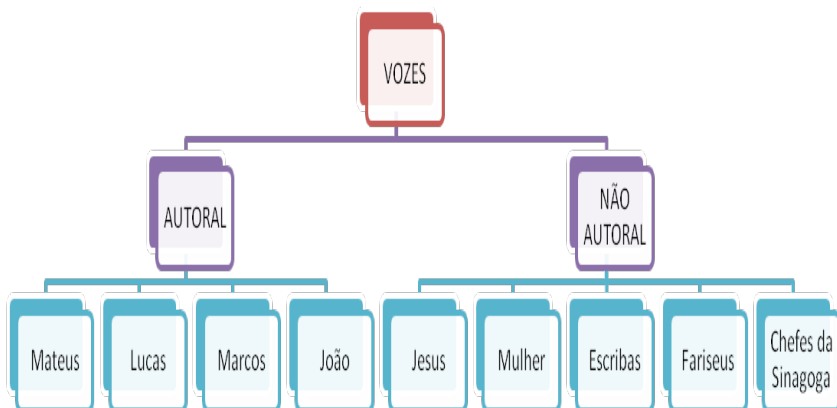 VOZES
AUTORAL
NÃO
AUTORAL
Mateus
Lucas
Marcos
João
Jesus
Mulher
Escribas
Fariseus
Chefes da
Sinagoga